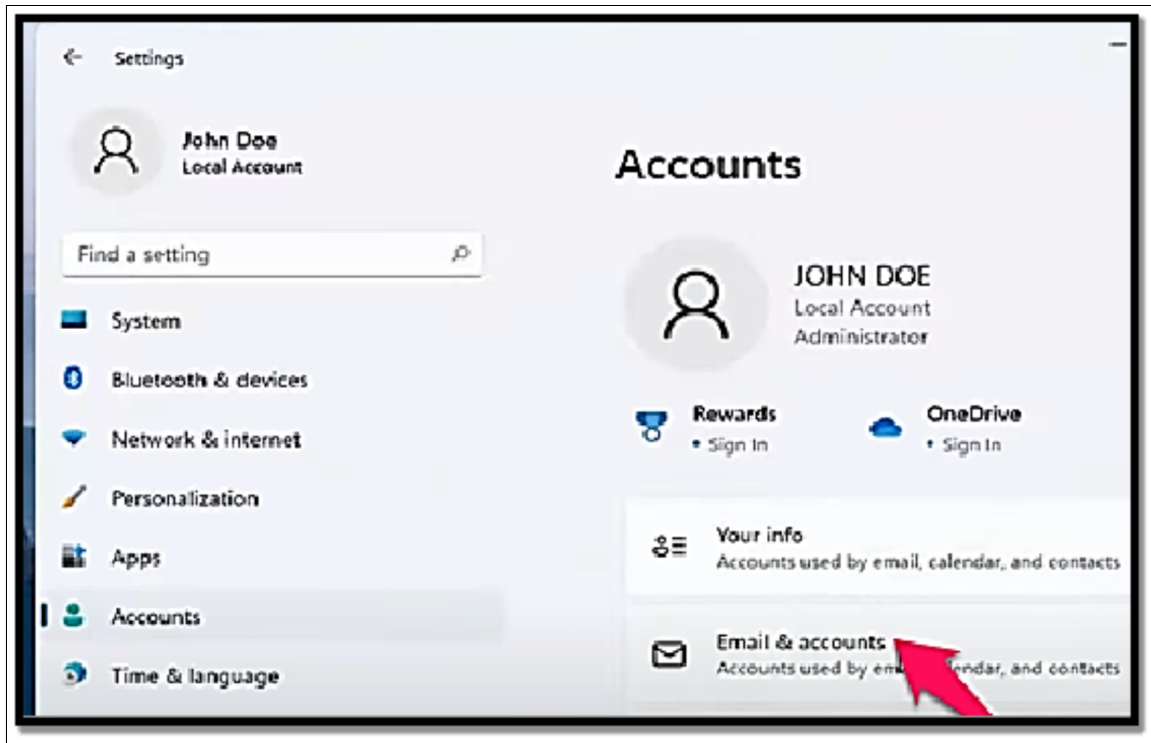 Settings
John Doe
Local Account
Find a setting
System
Bluetooth & devices
Network & internet
Personalization
Apps
Accounts
Time & language
Accounts
JOHN DOE
Local Account
Administrator
Rewards
• Sign In
OneDrive
• Sign In
Your info
Accounts used by email, calendar, and contacts
Email & accounts
Accounts used by calendar, and contacts